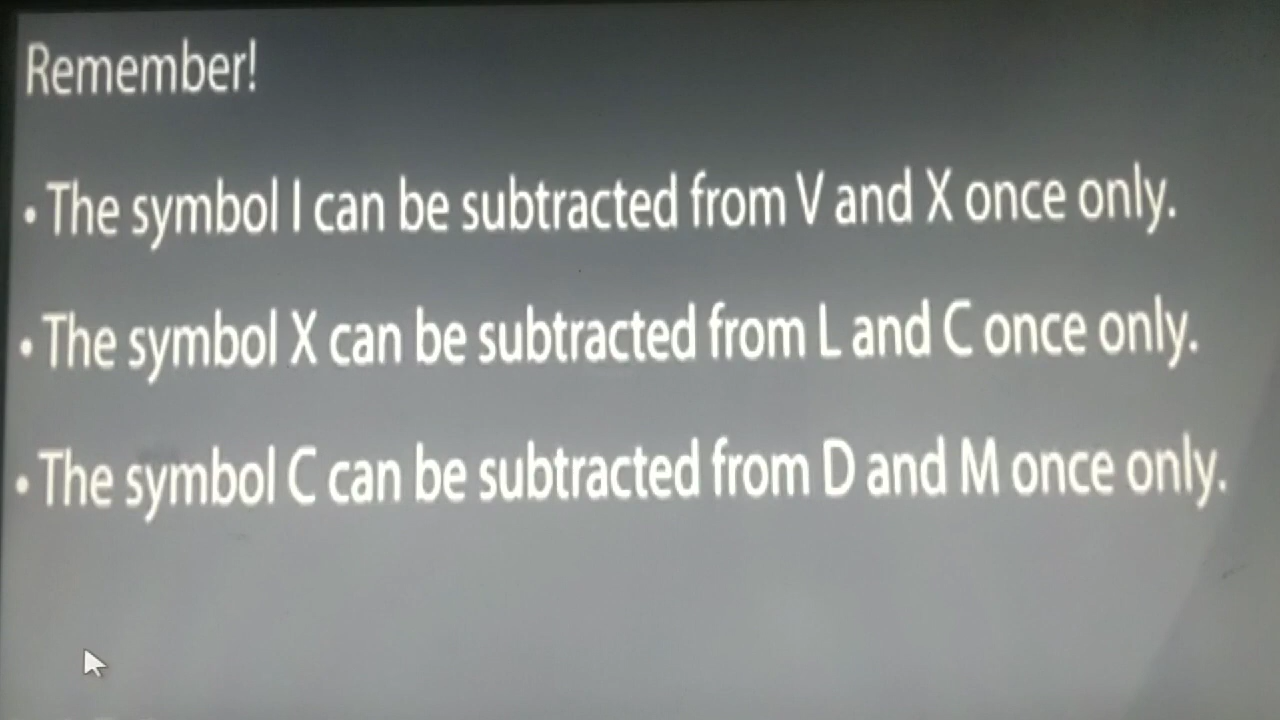 Remember!
• The symbol I can be subtracted from V and X once only.
• The symbol X can be subtracted from L and C once only.
• The symbol C can be subtracted from D and M once only.